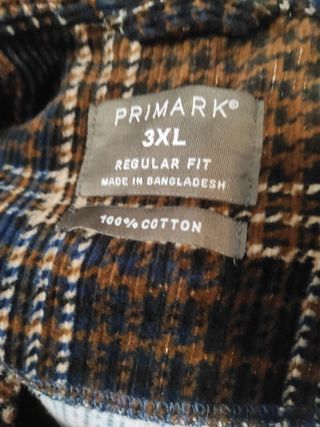 PRIMARK®
3XL
REGULAR FIT
MADE IN BANGLADESH
100% COTTON